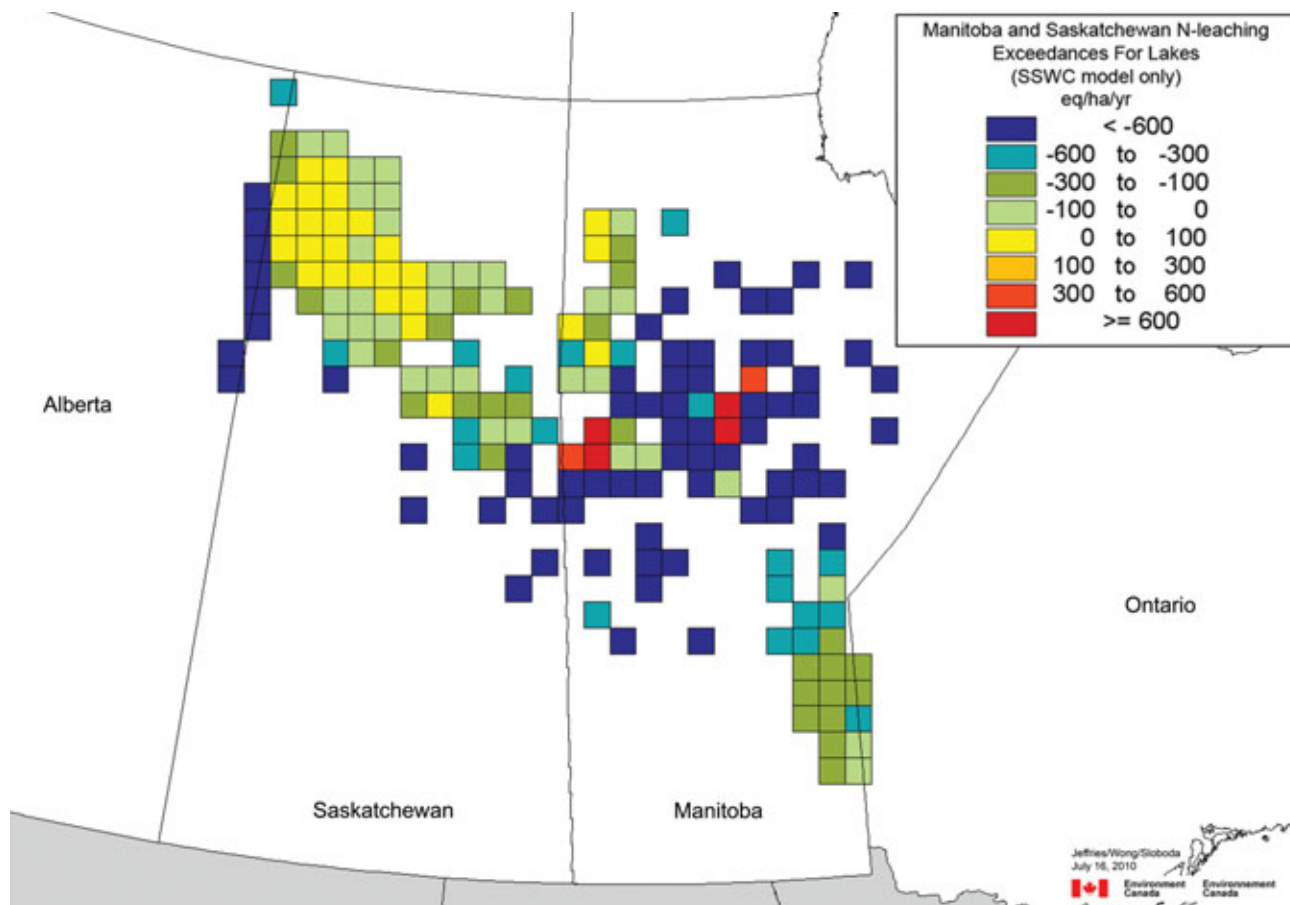 Manitoba and Saskatchewan N-leaching
Exceedances For Lakes
(SSWC model only)
eq/ha/yr
< -600
-600 to -300
-300 to -100
-100 to 0
0 to 100
100 to 300
300 to 600
>= 600
Alberta
Ontario
Saskatchewan
Manitoba
Jeffries/Wong/Sloboda
July 16, 2010
Environment Environnement
Canada Canada